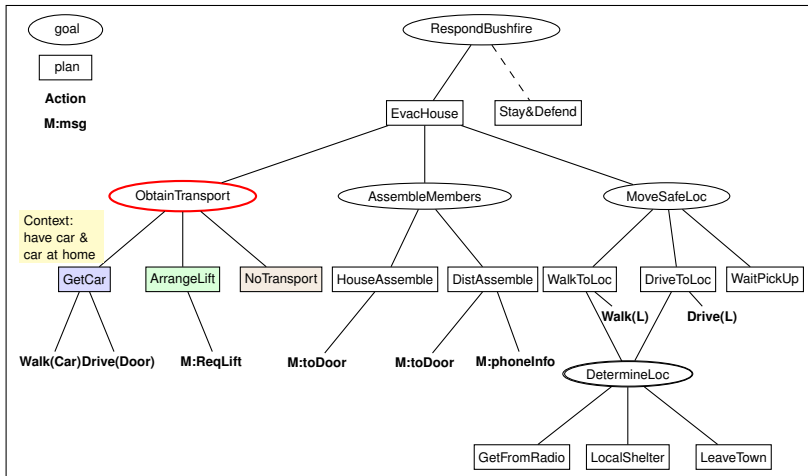 goal
RespondBushfire
plan
Action
EvacHouse
Stay&Defend
M:msg
ObtainTransport
AssembleMembers
MoveSafeLoc
Context:
have car &
car at home
GetCar
ArrangeLift
NoTransport
HouseAssemble
DistAssemble
WalkToLoc
DriveToLoc
WaitPickUp
Walk(L)
Drive(L)
Walk(Car)Drive(Door)
M:ReqLift
M:toDoor
M:toDoor
M:phoneInfo
DetermineLoc
GetFromRadio
LocalShelter
LeaveTown